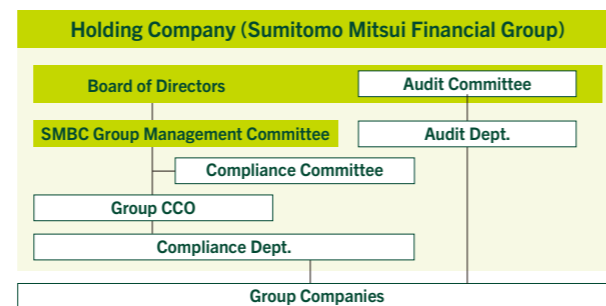 Holding Company (Sumitomo Mitsui Financial Group)
Board of Directors
Audit Committee
SMBC Group Management Committee
Audit Dept.
Compliance Committee
Group CCO
Compliance Dept.
Group Companies